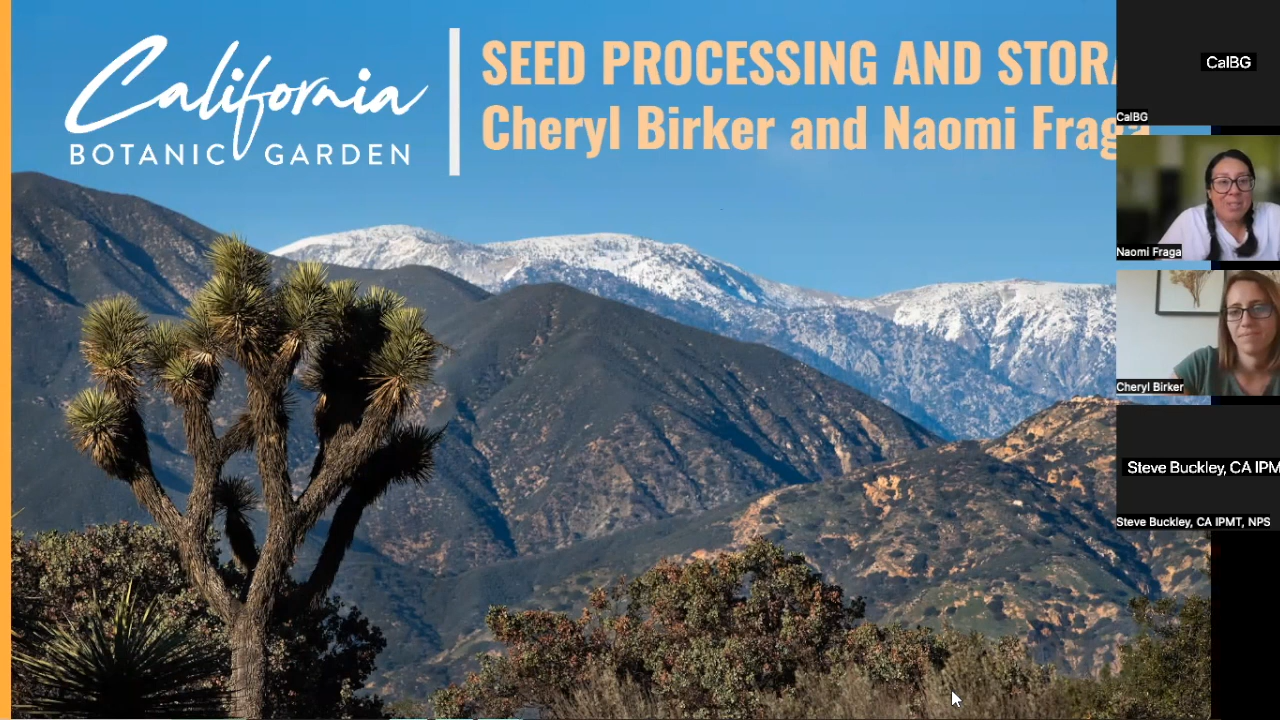 California
BOTANIC GARDEN
SEED PROCESSING AND STORA
Cheryl Birker and Naomi Fraga
CalBG
CalBG
Naomi Fraga
Cheryl Birker
Steve Buckley, CA IPM
Steve Buckley, CA IPMT, NPS